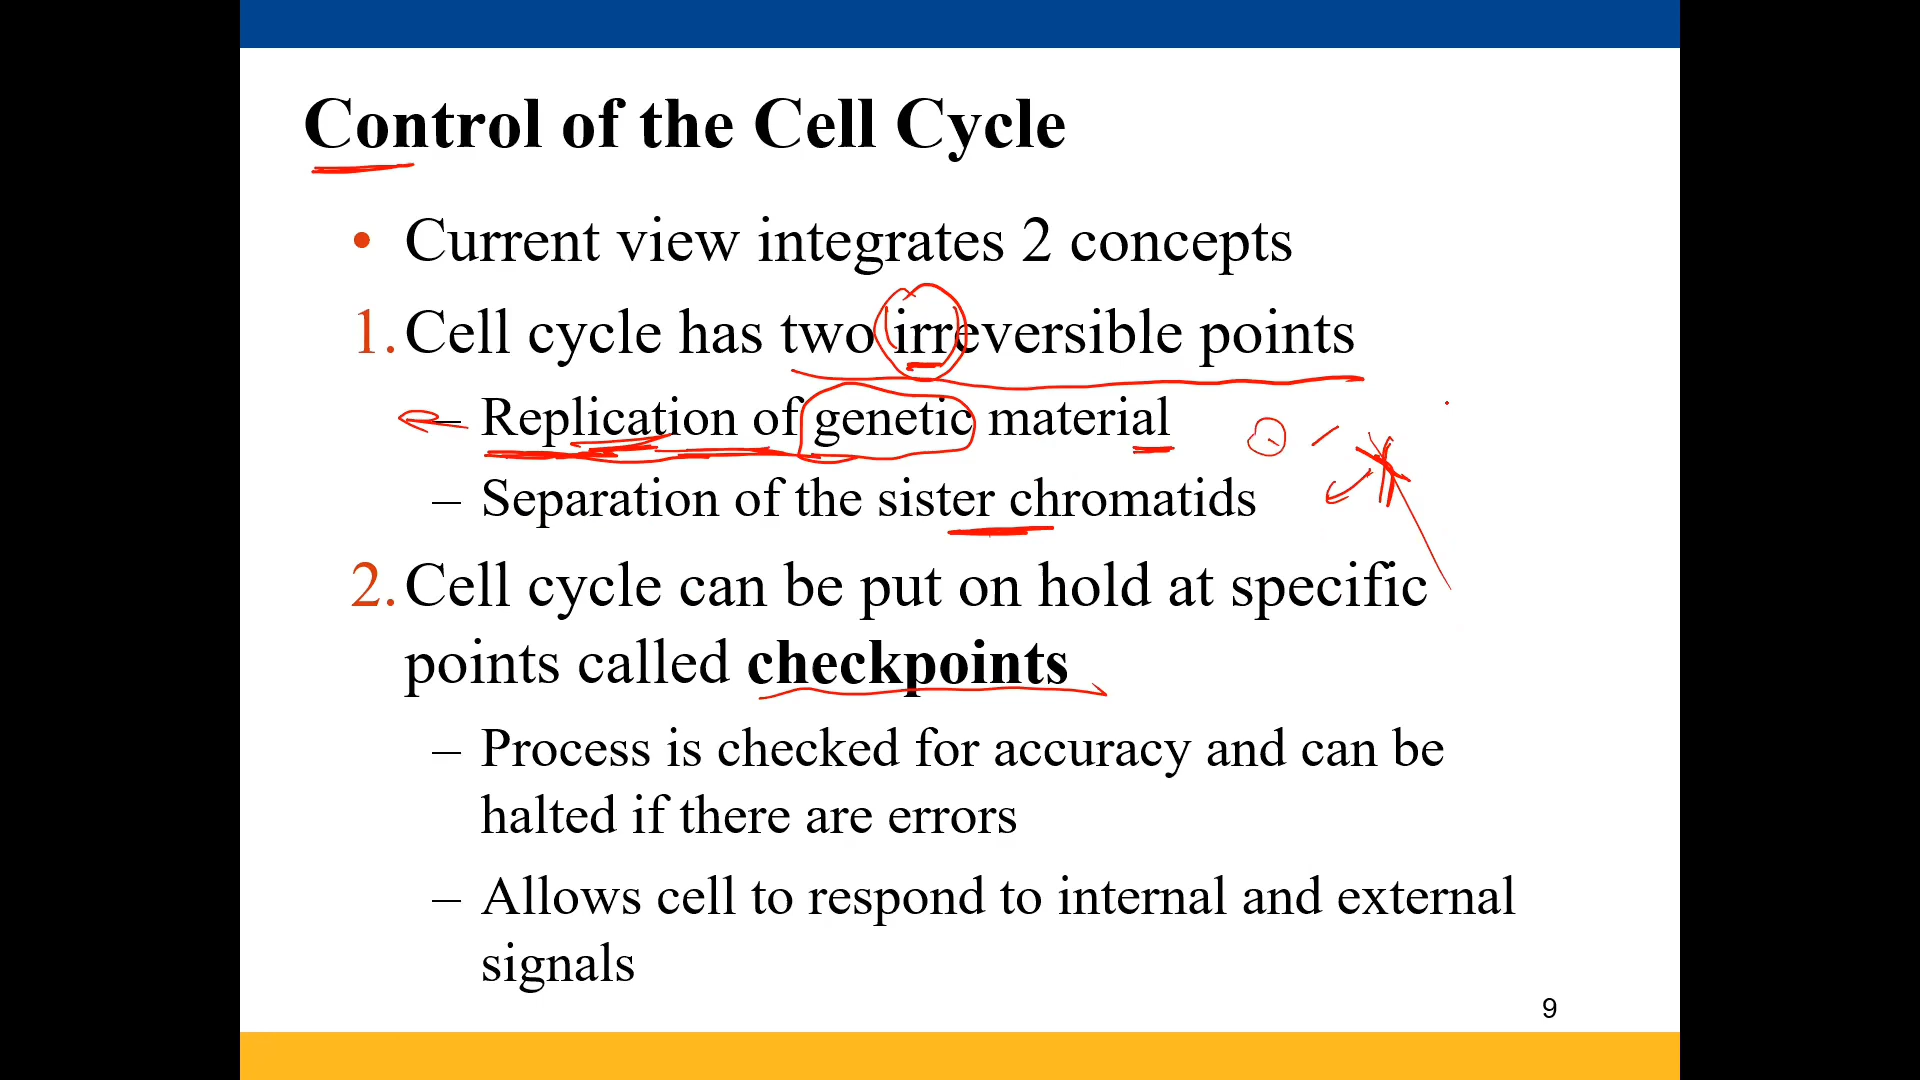 Control of the Cell Cycle
• Current view integrates 2 concepts
1. Cell cycle has two irreversible points
– Replication of genetic material
– Separation of the sister chromatids
2. Cell cycle can be put on hold at specific
points called checkpoints
– Process is checked for accuracy and can be
halted if there are errors
– Allows cell to respond to internal and external
signals
9